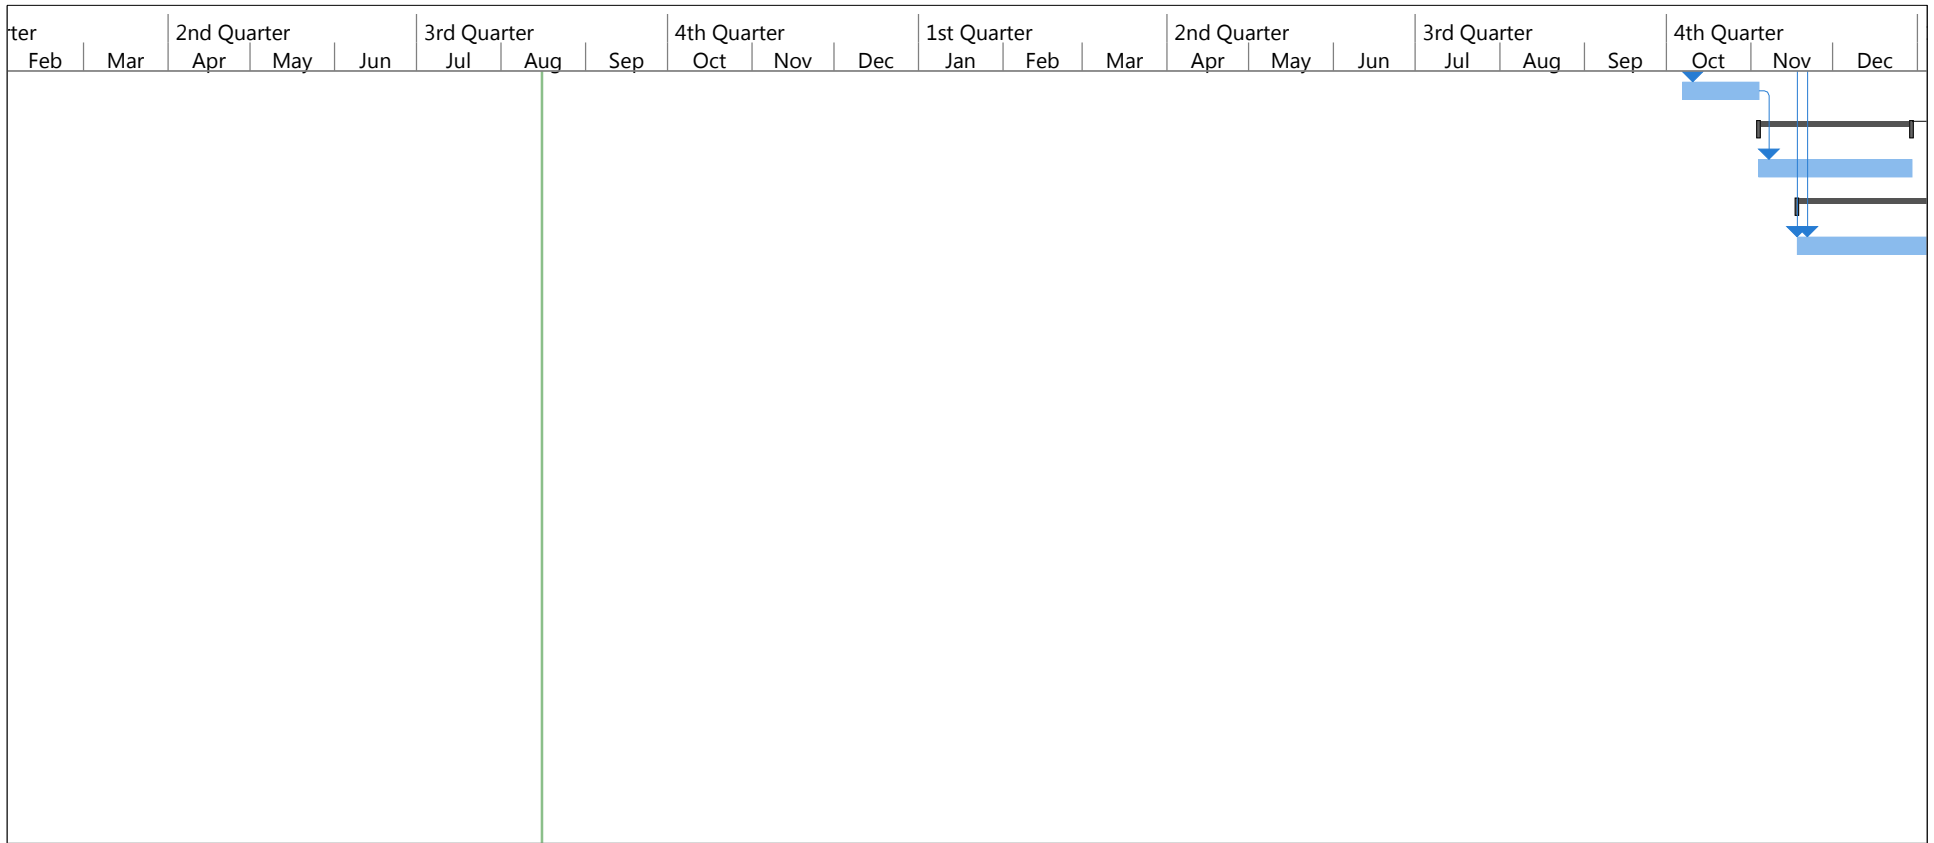 ter 2nd Quarter 3rd Quarter 4th Quarter 1st Quarter 2nd Quarter 3rd Quarter 4th Quarter
Feb Mar Apr May Jun Jul Aug Sep Oct Nov Dec Jan Feb Mar Apr May Jun Jul Aug Sep Oct Nov Dec